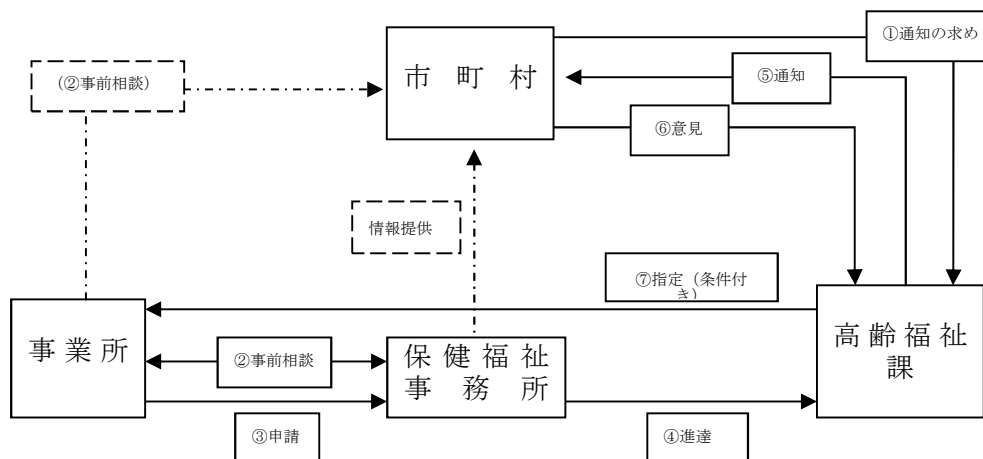 ①通知の求め
(②事前相談)
市町村
⑤通知
⑥意見
情報提供
⑦指定（条件付
き）
事業所
②事前相談
保健福祉
事務所
高齢福祉
課
③申請
④進達